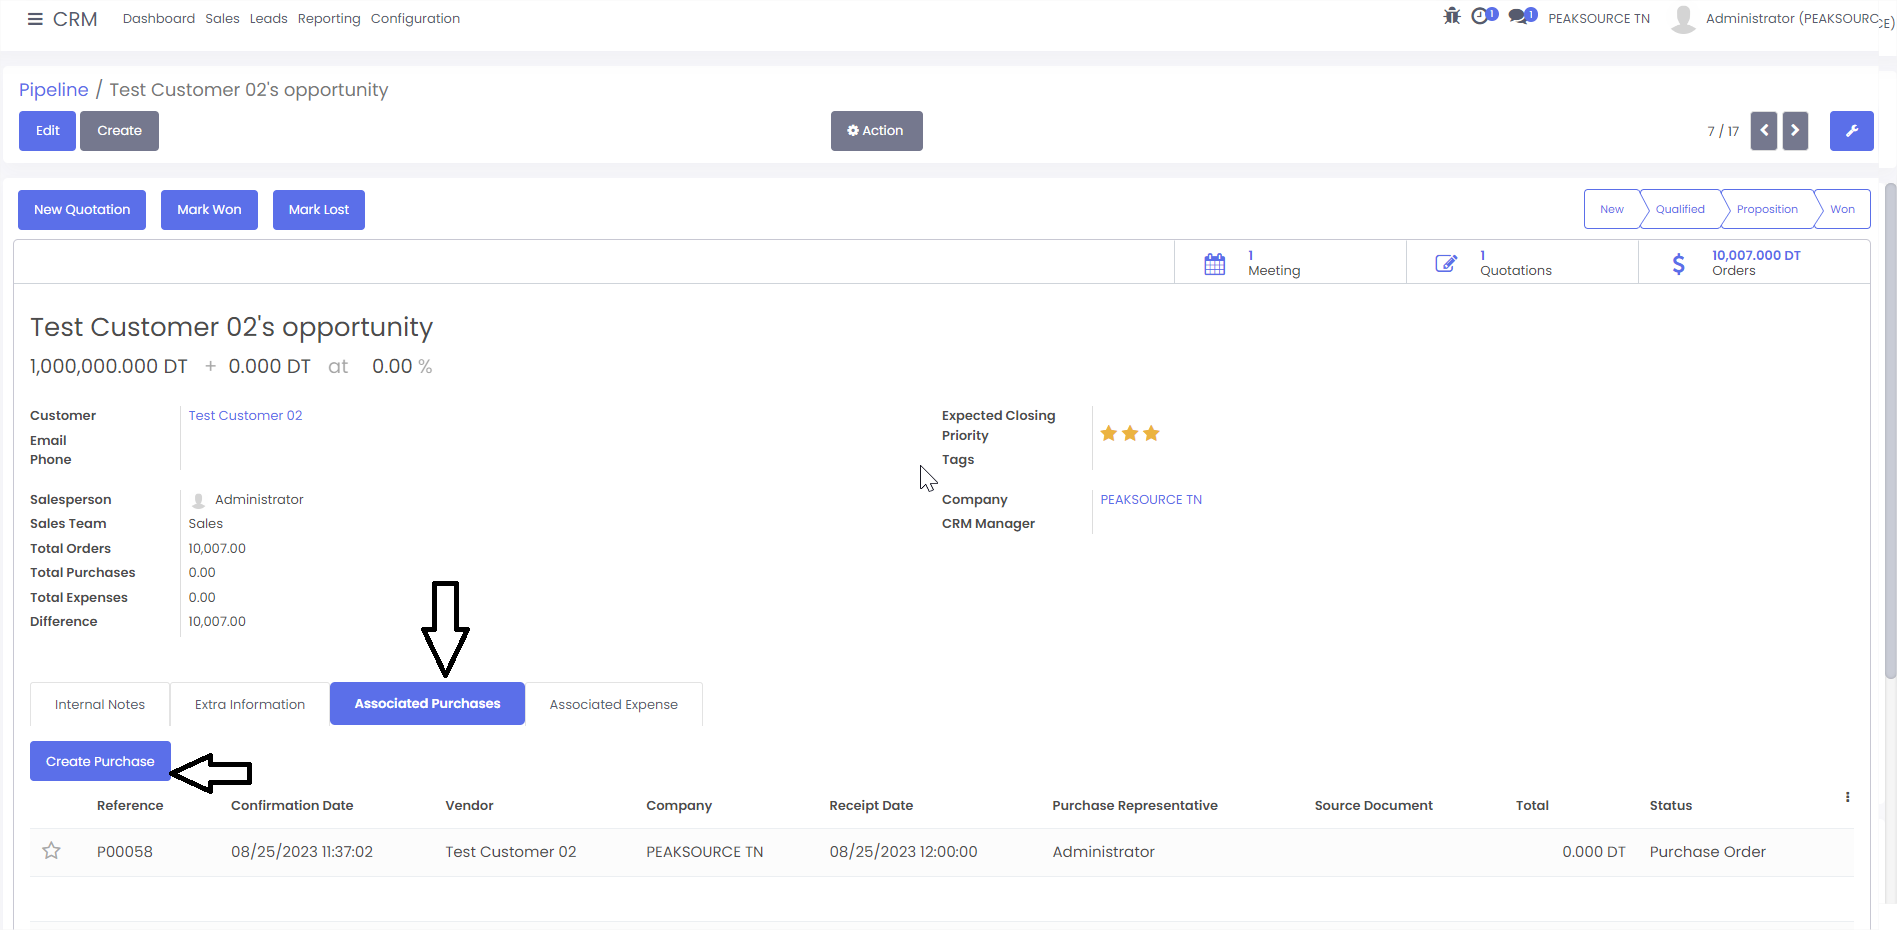 CRM Dashboard Sales Leads Reporting Configuration 1 1 PEAKSOURCE TN Administrator (PEAKSOURCE)
Pipeline / Test Customer 02's opportunity
Edit Create Action 7 / 17
New Quotation Mark Won Mark Lost New Qualified Proposition Won
1 Meeting
1 Quotations
10,007.000 DT Orders
Test Customer 02's opportunity
1,000,000.000 DT + 0.000 DT at 0.00 %
Customer Test Customer 02
Email
Phone
Expected Closing
Priority
Tags
Salesperson Administrator
Sales Team Sales
Total Orders 10,007.00
Total Purchases 0.00
Total Expenses 0.00
Difference 10,007.00
Company PEAKSOURCE TN
CRM Manager
Internal Notes Extra Information Associated Purchases Associated Expense
Create Purchase
Reference Confirmation Date Vendor Company Receipt Date Purchase Representative Source Document Total Status
P00058 08/25/2023 11:37:02 Test Customer 02 PEAKSOURCE TN 08/25/2023 12:00:00 Administrator 0.000 DT Purchase Order